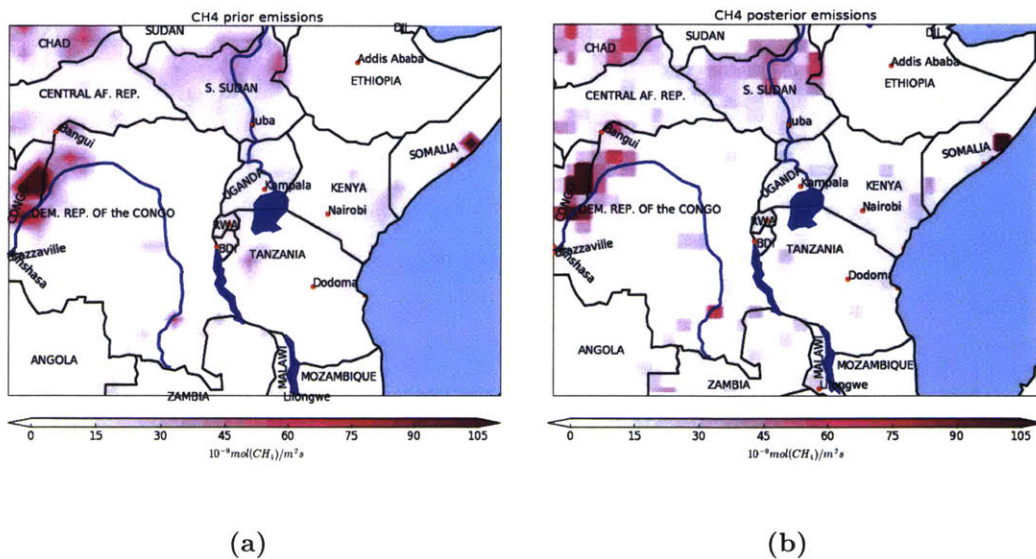 CH4 prior emissions
SUDAN
DJI.
CHAD
Addis Ababa
ETHIOPIA
S. SUDAN
CENTRAL AF. REP.
Juba
Bangui
SOMALIA
UGANDA
Kampala
KENYA
CONGO
DEM. REP. OF the CONGO
Nairobi
RWA
BDI
TANZANIA
Brazzaville
Kinshasa
Dodoma
ANGOLA
MALAWI
MOZAMBIQUE
ZAMBIA
Lilongwe
0 15 30 45 60 75 90 105
10⁻⁹mol(CH₄)/m²s
(a)
CH4 posterior emissions
SUDAN
DJI.
CHAD
Addis Ababa
ETHIOPIA
S. SUDAN
CENTRAL AF. REP.
Juba
Bangui
SOMALIA
UGANDA
Kampala
KENYA
CONGO
DEM. REP. OF the CONGO
Nairobi
RWA
BDI
TANZANIA
Brazzaville
Kinshasa
Dodoma
ANGOLA
MALAWI
MOZAMBIQUE
ZAMBIA
Lilongwe
0 15 30 45 60 75 90 105
10⁻⁹mol(CH₄)/m²s
(b)